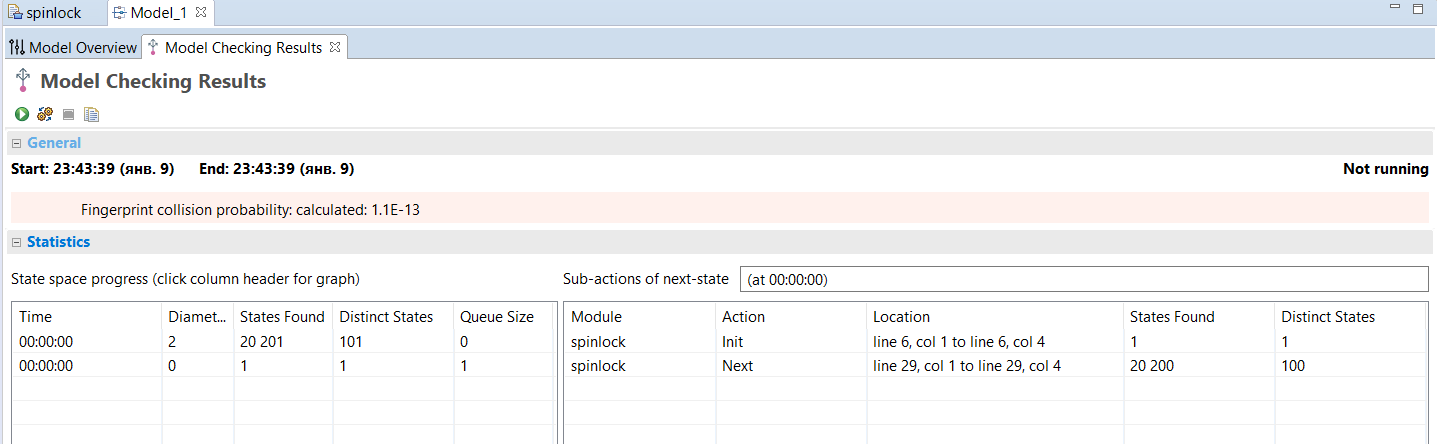 spinlock Model_1
Model Overview Model Checking Results
Model Checking Results
General
Start: 23:43:39 (янв. 9) End: 23:43:39 (янв. 9) Not running
Fingerprint collision probability: calculated: 1.1E-13
Statistics
State space progress (click column header for graph) Sub-actions of next-state (at 00:00:00)
Time Diamet... States Found Distinct States Queue Size Module Action Location States Found Distinct States
00:00:00 2 20 201 101 0 spinlock Init line 6, col 1 to line 6, col 4 1 1
00:00:00 0 1 1 1 spinlock Next line 29, col 1 to line 29, col 4 20 200 100